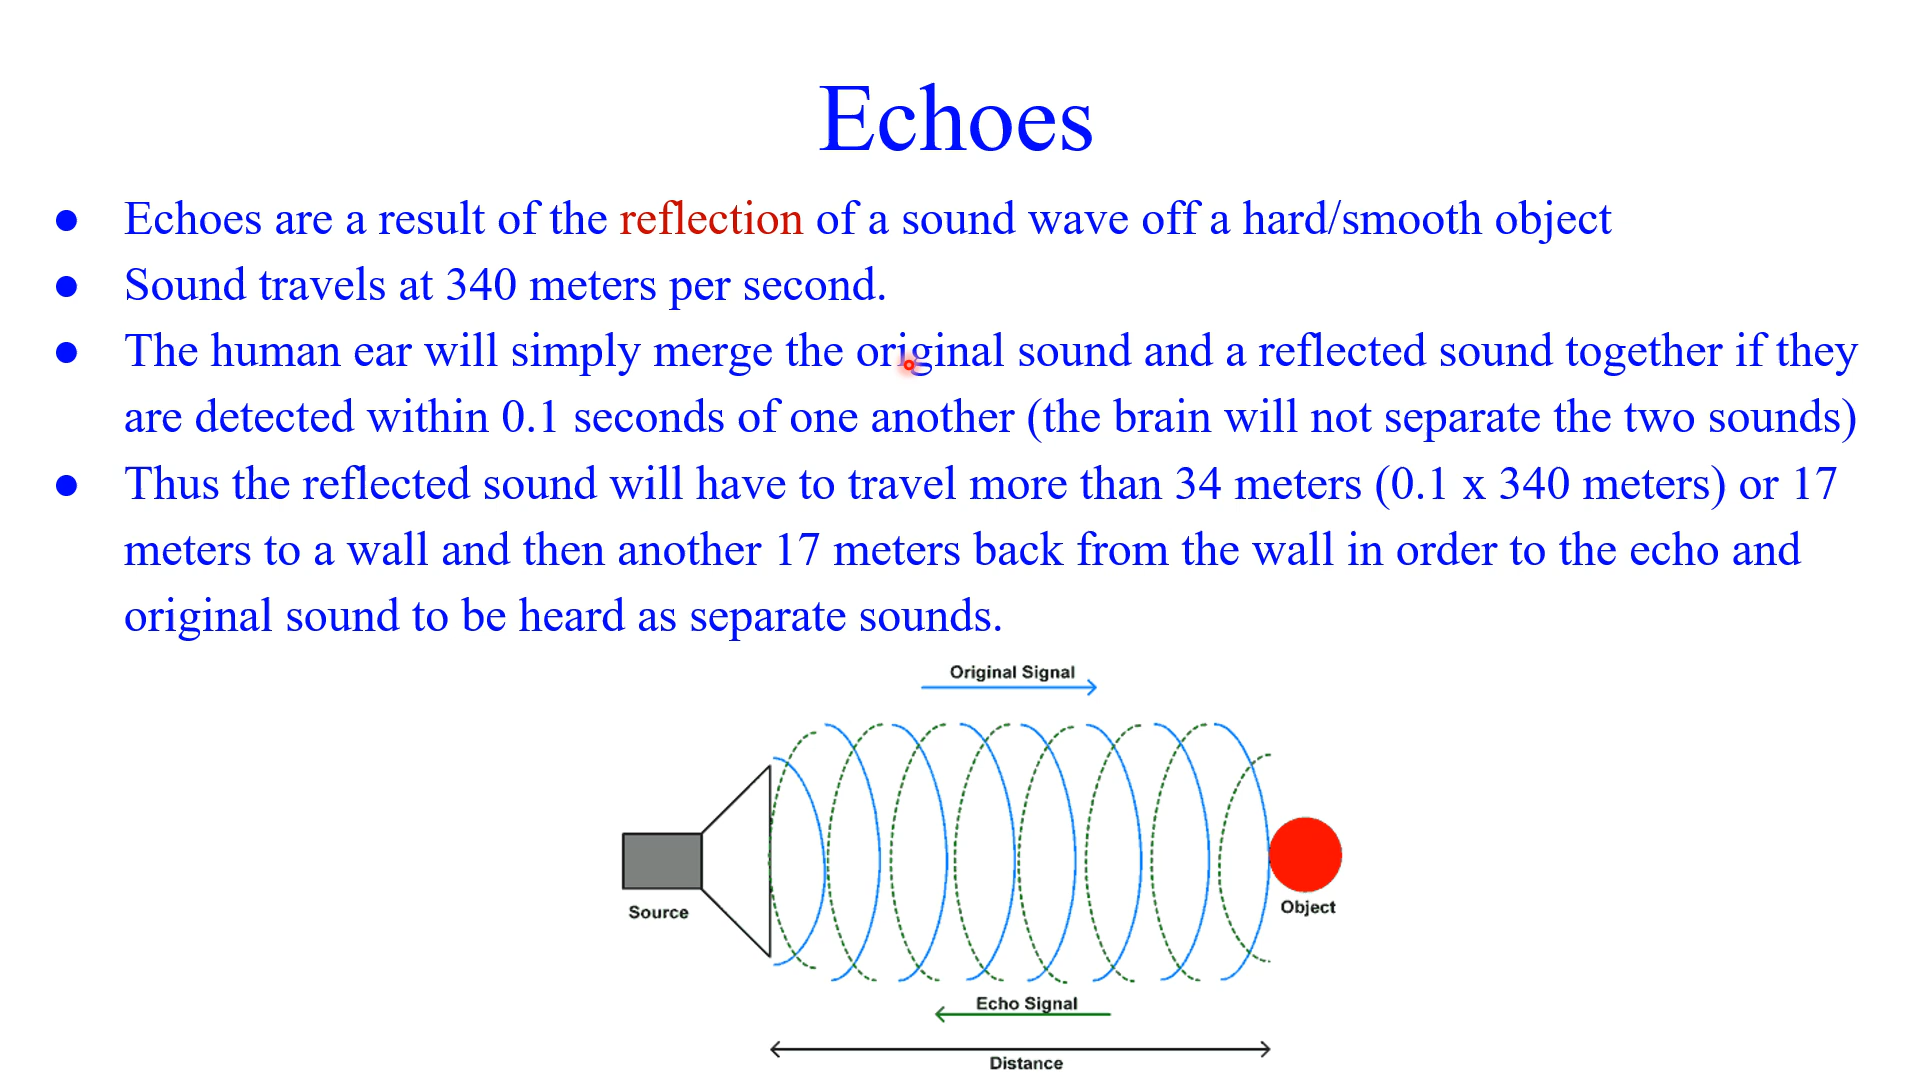 Echoes
● Echoes are a result of the reflection of a sound wave off a hard/smooth object
● Sound travels at 340 meters per second.
● The human ear will simply merge the original sound and a reflected sound together if they
are detected within 0.1 seconds of one another (the brain will not separate the two sounds)
● Thus the reflected sound will have to travel more than 34 meters (0.1 x 340 meters) or 17
meters to a wall and then another 17 meters back from the wall in order to the echo and
original sound to be heard as separate sounds.
Original Signal
Source
Object
Echo Signal
Distance